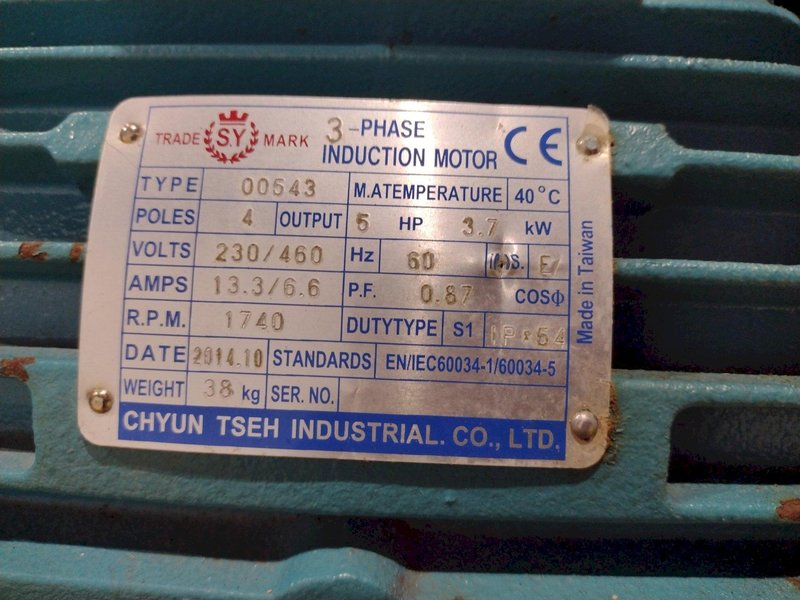 TRADE S.Y MARK 3-PHASE INDUCTION MOTOR CE
TYPE 00543 M.ATEMPERATURE 40°C
POLES 4 OUTPUT 5 HP 3.7 kW
VOLTS 230/460 Hz 60 INS. E
AMPS 13.3/6.6 P.F. 0.87 COSΦ
R.P.M. 1740 DUTYTYPE S1 IP 54
DATE 2014.10 STANDARDS EN/IEC60034-1/60034-5
WEIGHT 38 kg SER. NO.
CHYUN TSEH INDUSTRIAL. CO., LTD.
Made in Taiwan